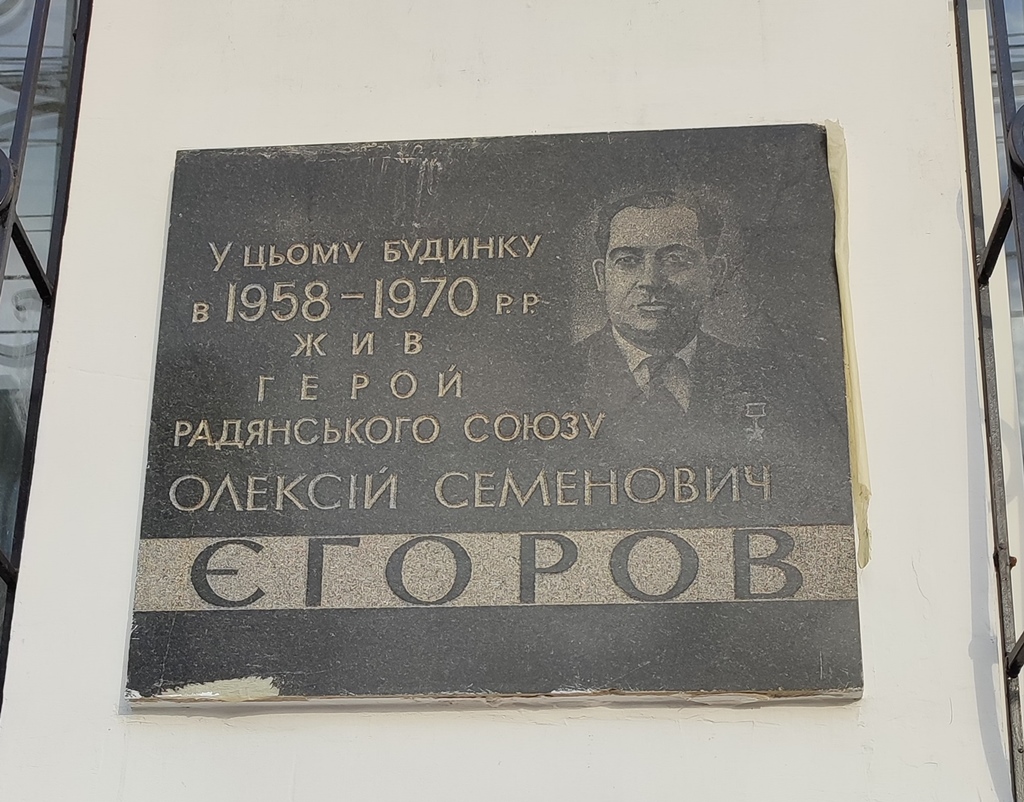 У ЦЬОМУ БУДИНКУ
в 1958-1970 Р.Р.
ЖИВ
ГЕРОЙ
РАДЯНСЬКОГО СОЮЗУ
ОЛЕКСІЙ СЕМЕНОВИЧ
ЄГОРОВ